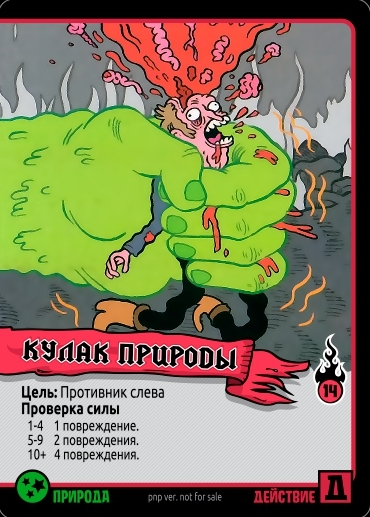 КУЛАК ПРИРОДЫ
14
Цель: Противник слева
Проверка силы
1-4 1 повреждение.
5-9 2 повреждения.
10+ 4 повреждения.
ПРИРОДА
pnp ver. not for sale
ДЕЙСТВИЕ
Д